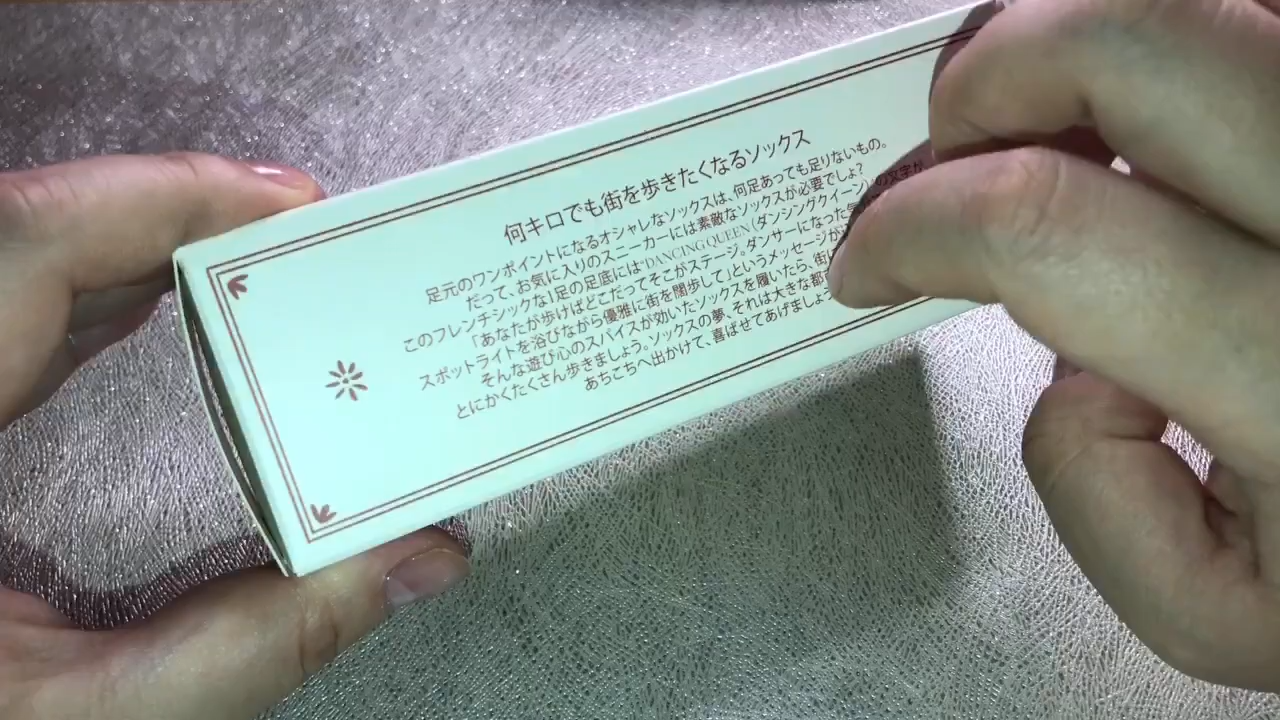 何キロでも街を歩きたくなるソックス
足元のワンポイントになるオシャレなソックスは、何足あっても足りないもの。
だって、お気に入りのスニーカーには素敵なソックスが必要でしょ?
このフレンチシックな1足の足底には“DANCING QUEEN(ダンシングクイーン)の文字が
「あなたが歩けばどこだってそこがステージ。ダンサーになった
スポットライトを浴びながら優雅に街を闊歩して」というメッセージが
そんな遊び心のスパイスが効いたソックスを履いたら、街
とにかくたくさん歩きましょう。ソックスの夢、それは大きな都
あちこちへ出かけて、喜ばせてあげましょ